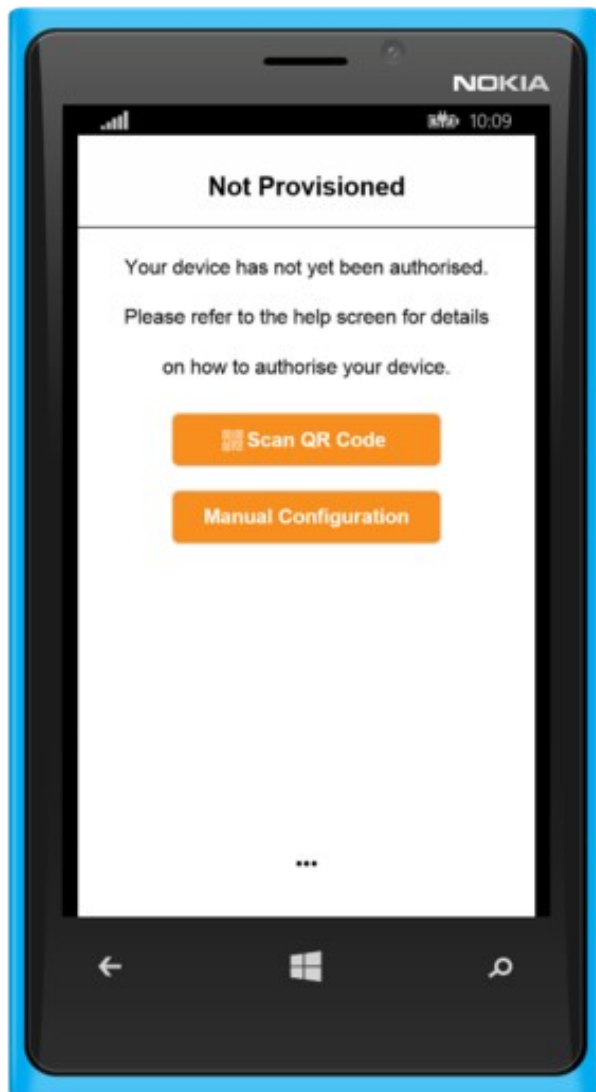 NOKIA
10:09
Not Provisioned
Your device has not yet been authorised.
Please refer to the help screen for details
on how to authorise your device.
Scan QR Code
Manual Configuration
...